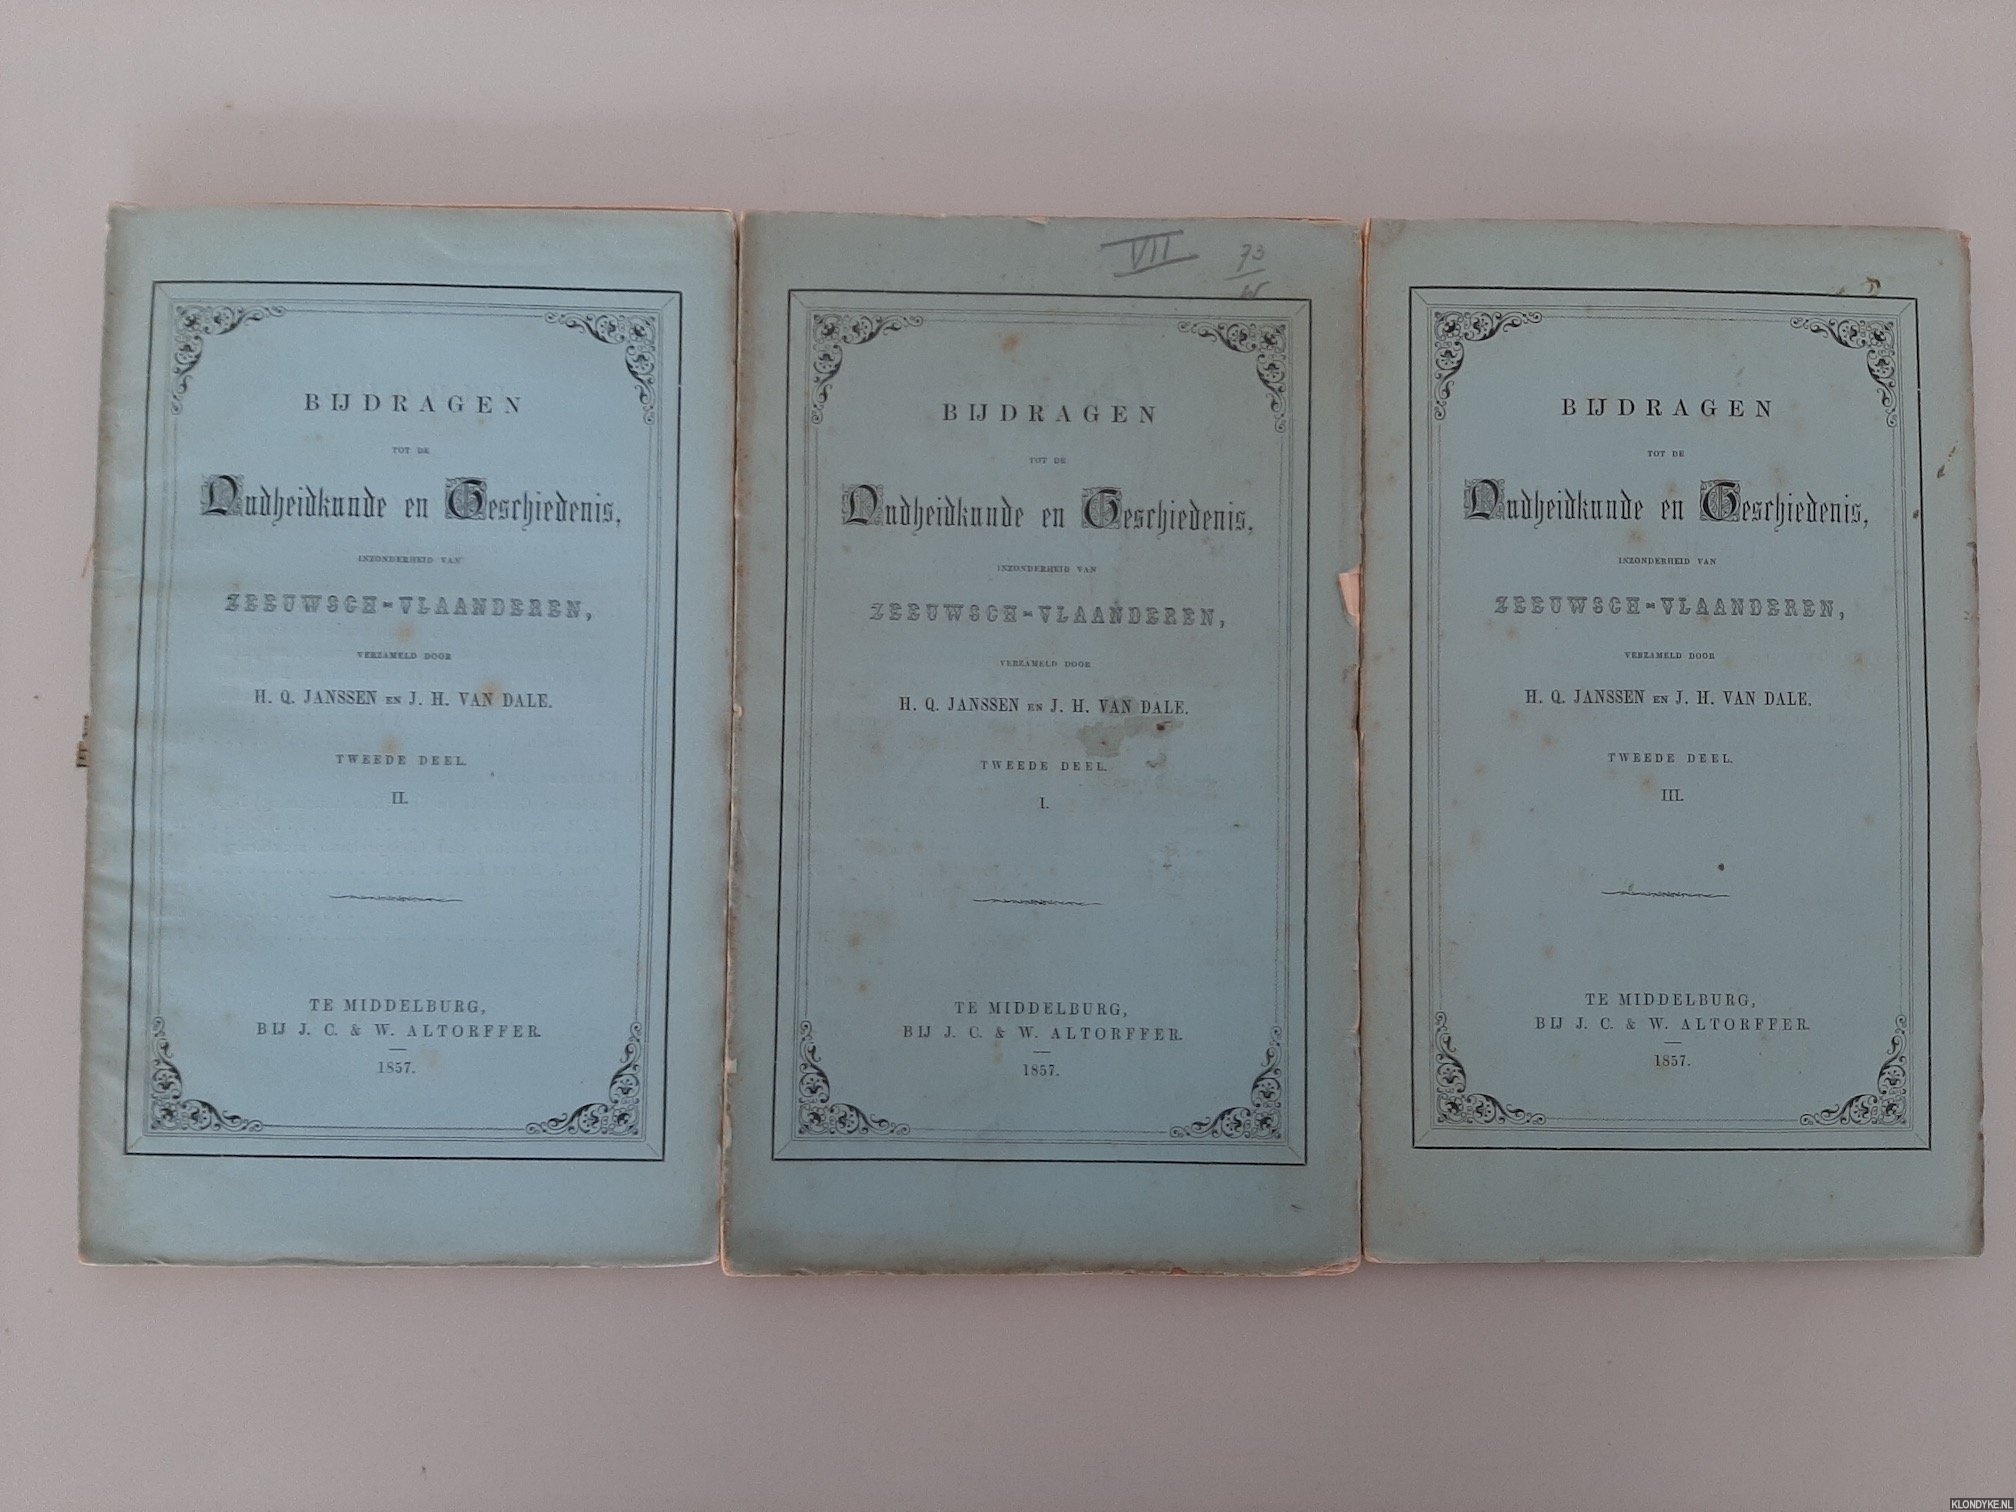 BIJDRAGEN
TOT DE
Oudheidkunde en Geschiedenis,
INZONDERHEID VAN
ZEEUWSCH-VLAANDEREN,
VERZAMELD DOOR
H. Q. JANSSEN EN J. H. VAN DALE.
TWEEDE DEEL.
II.
TE MIDDELBURG,
BIJ J. C. & W. ALTORFFER.
1857.
VII
73
BIJDRAGEN
TOT DE
Oudheidkunde en Geschiedenis,
INZONDERHEID VAN
ZEEUWSCH-VLAANDEREN,
VERZAMELD DOOR
H. Q. JANSSEN EN J. H. VAN DALE.
TWEEDE DEEL.
I.
TE MIDDELBURG,
BIJ J. C. & W. ALTORFFER.
1857.
BIJDRAGEN
TOT DE
Oudheidkunde en Geschiedenis,
INZONDERHEID VAN
ZEEUWSCH-VLAANDEREN,
VERZAMELD DOOR
H. Q. JANSSEN EN J. H. VAN DALE.
TWEEDE DEEL.
III.
TE MIDDELBURG,
BIJ J. C. & W. ALTORFFER.
1857.
KLONDYKE.NL